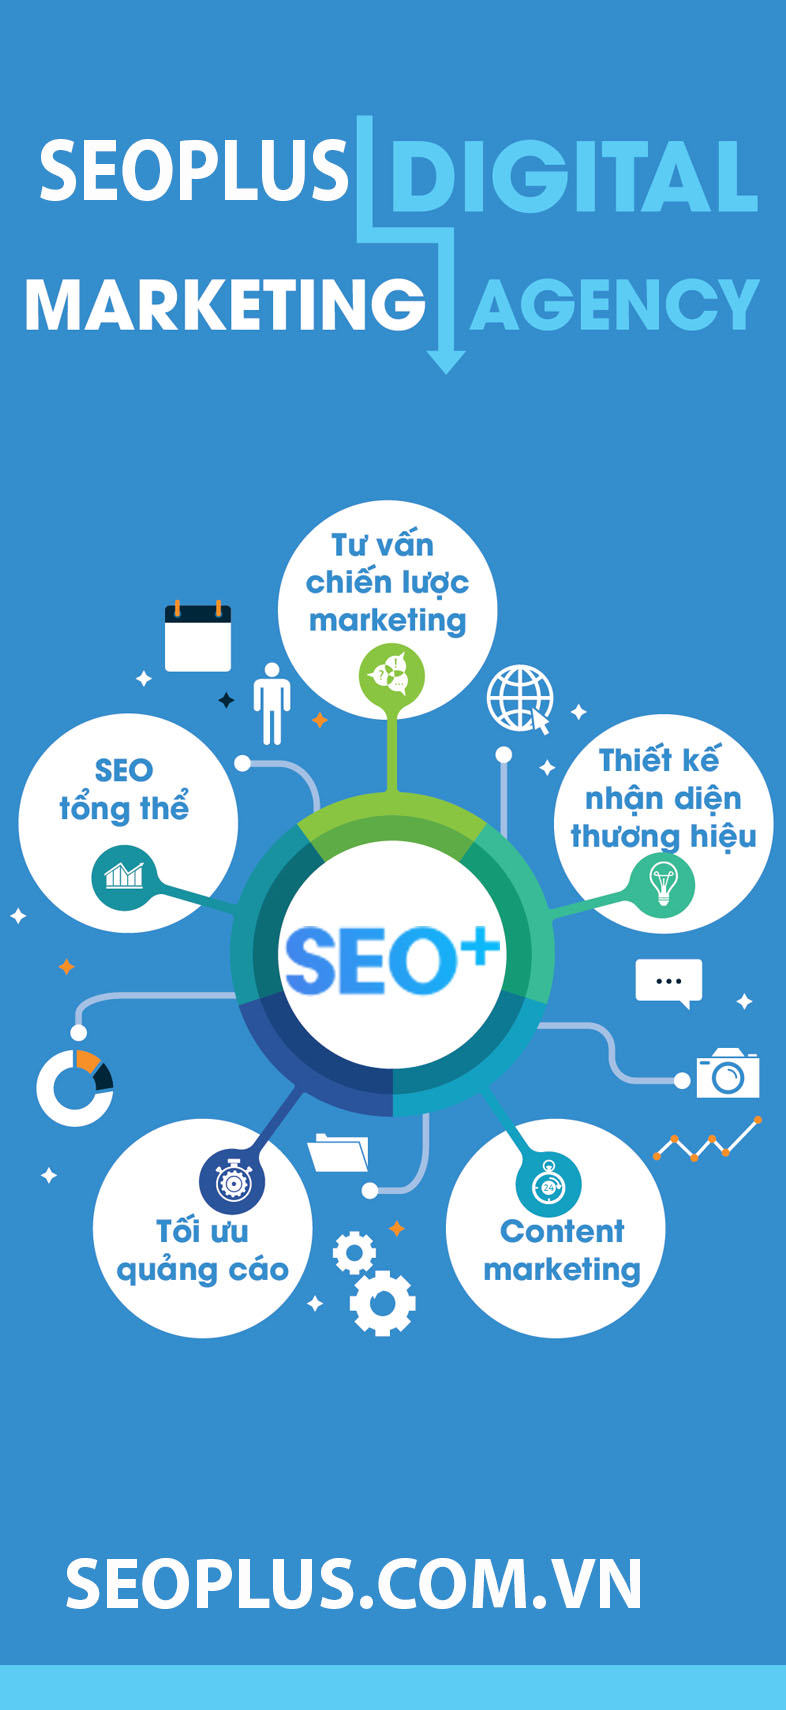 SEOPLUS DIGITAL
MARKETING AGENCY
Tư vấn
chiến lược
marketing
SEO
tổng thể
Thiết kế
nhận diện
thương hiệu
SEO+
Tối ưu
quảng cáo
24
Content
marketing
SEOPLUS.COM.VN